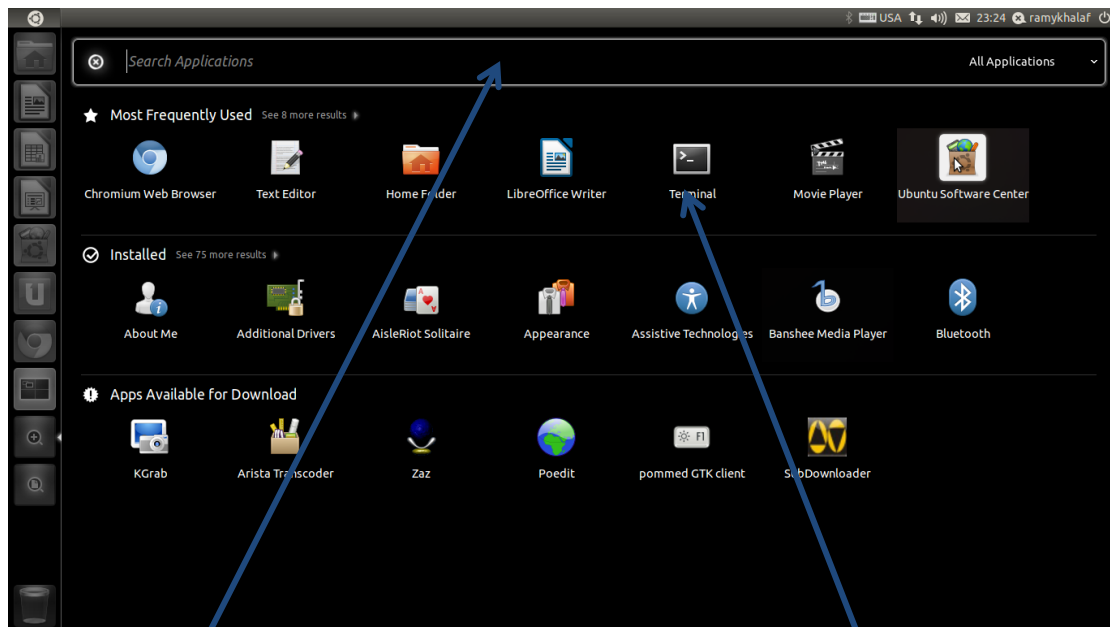 USA 23:24 ramykhalaf
Search Applications All Applications
Most Frequently Used See 8 more results
Chromium Web Browser Text Editor Home Folder LibreOffice Writer Terminal Movie Player Ubuntu Software Center
Installed See 75 more results
About Me Additional Drivers AisleRiot Solitaire Appearance Assistive Technologies Banshee Media Player Bluetooth
Apps Available for Download
KGrab Arista Transcoder Zaz Poedit pommed GTK client SubDownloader